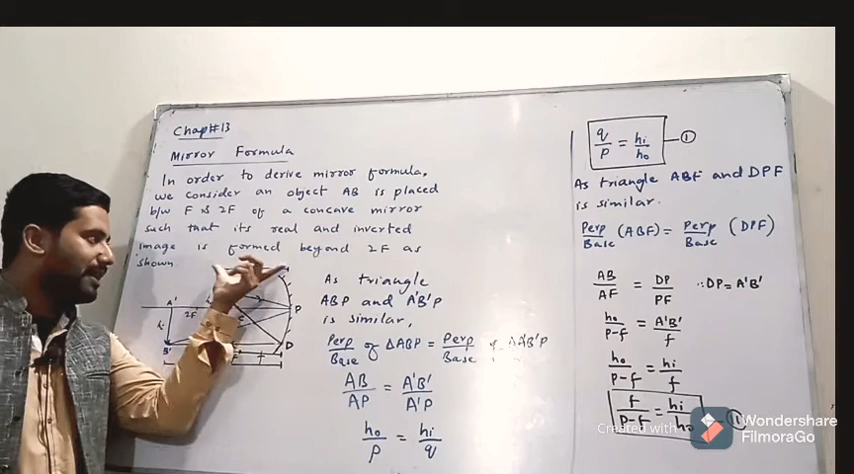 Chap#13
Mirror Formula
In order to derive mirror formula,
we consider an object AB is placed
b/w F & 2F of a concave mirror
such that its real and inverted
image is formed beyond 2F as
shown.
A'
2F
P
B'
D
f
As triangle
ABP and A'B'P
is similar,
Perp/Base of ΔABP = Perp/Base of ΔA'B'P
AB/AP = A'B'/A'P
ho/p = hi/q
q/p = hi/ho ①
As triangle ABF and DPF
is similar.
Perp/Base (ABF) = Perp/Base (DPF)
AB/AF = DP/PF ∴DP = A'B'
ho/p-f = A'B'/f
ho/p-f = hi/f
f/p-f = hi/ho
Created with
Wondershare
FilmoraGo